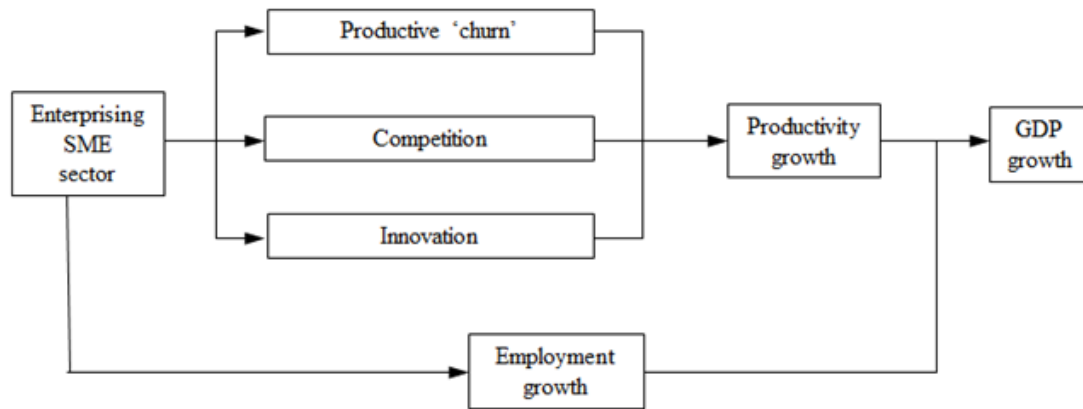 Productive ‘churn’
Enterprising
SME
sector
Competition
Productivity
growth
GDP
growth
Innovation
Employment
growth